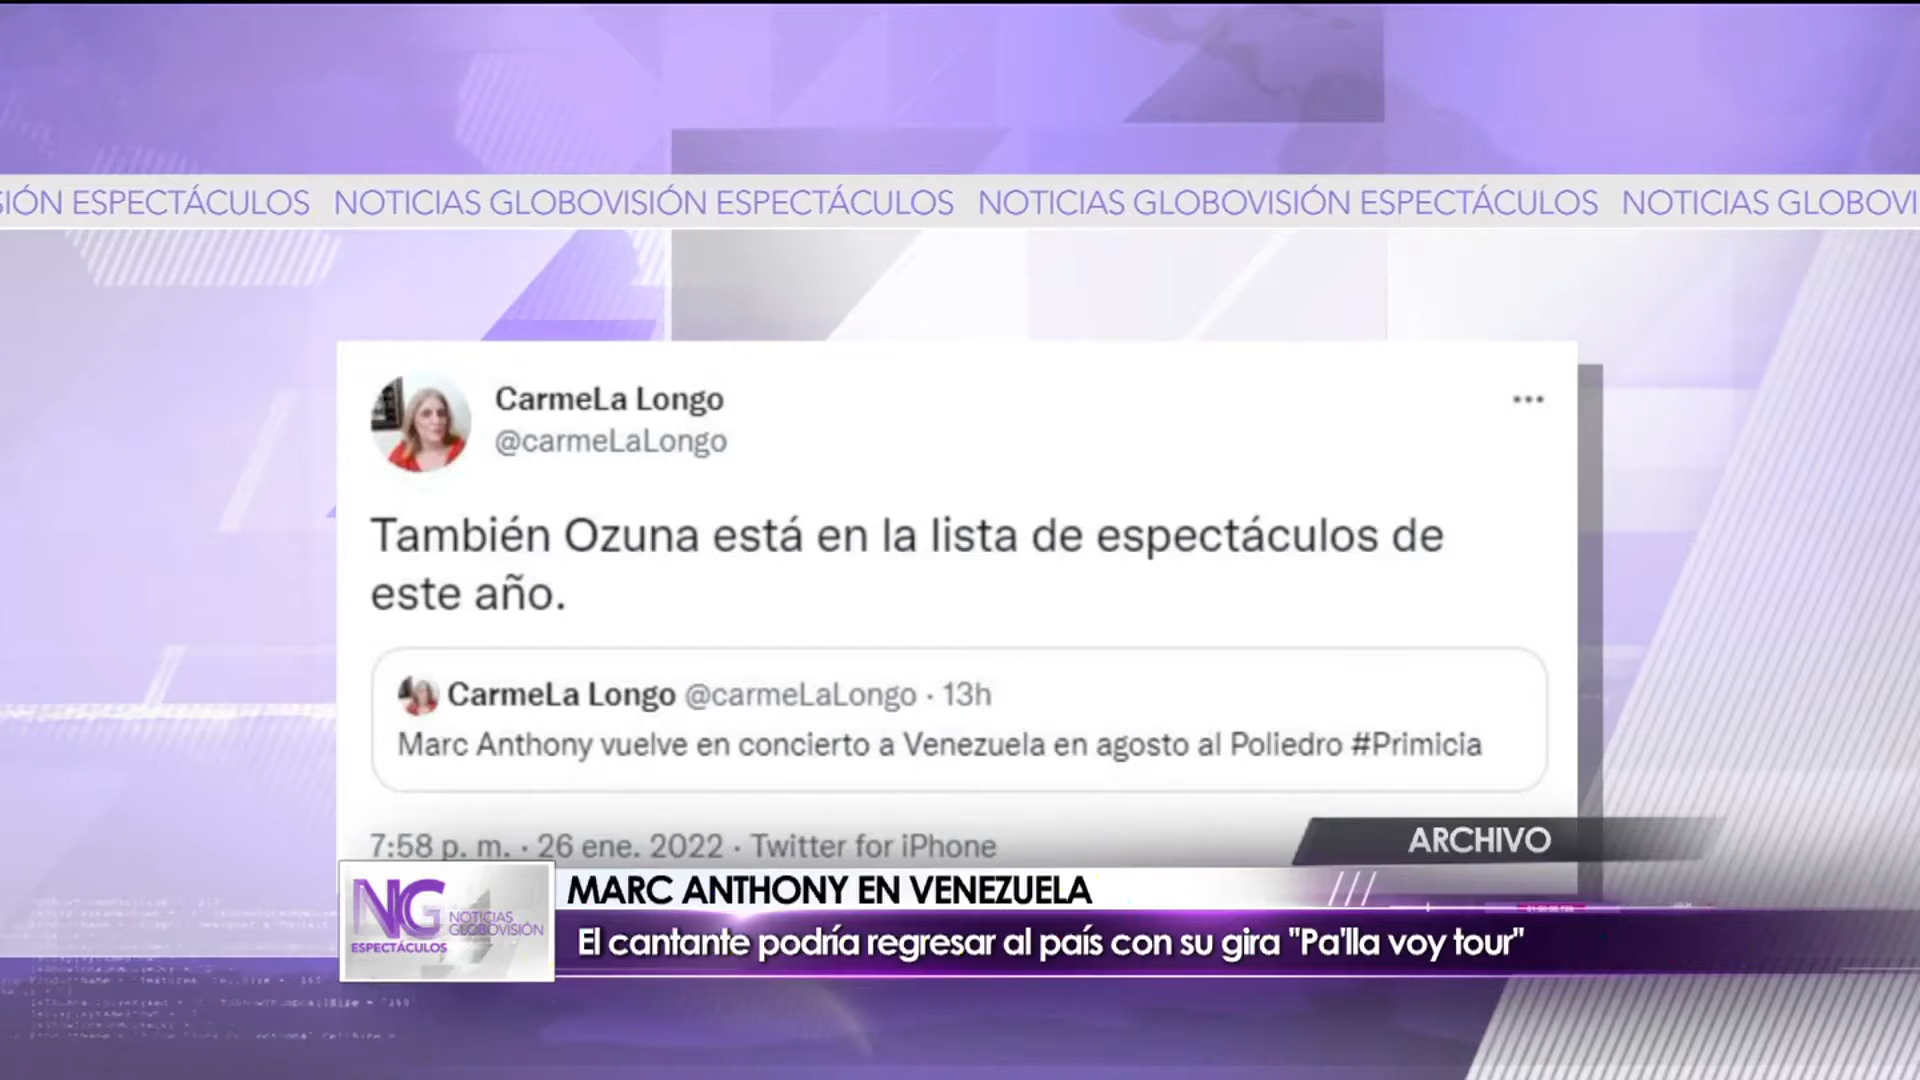 SIÓN ESPECTÁCULOS NOTICIAS GLOBOVISIÓN ESPECTÁCULOS NOTICIAS GLOBOVISIÓN ESPECTÁCULOS NOTICIAS GLOBOVI
CarmeLa Longo
@carmeLaLongo
También Ozuna está en la lista de espectáculos de
este año.
CarmeLa Longo @carmeLaLongo · 13h
Marc Anthony vuelve en concierto a Venezuela en agosto al Poliedro #Primicia
7:58 p. m. · 26 ene. 2022 · Twitter for iPhone
ARCHIVO
MARC ANTHONY EN VENEZUELA
NG NOTICIAS
GLOBOVISIÓN
ESPECTÁCULOS
El cantante podría regresar al país con su gira "Pa'lla voy tour"